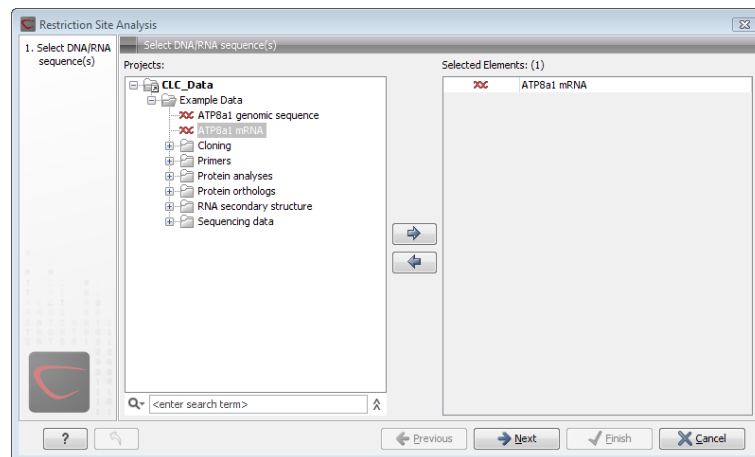 Restriction Site Analysis
1. Select DNA/RNA
sequence(s)
Select DNA/RNA sequence(s)
Projects:
CLC_Data
Example Data
ATP8a1 genomic sequence
ATP8a1 mRNA
Cloning
Primers
Protein analyses
Protein orthologs
RNA secondary structure
Sequencing data
<enter search term>
Selected Elements: (1)
ATP8a1 mRNA
?
Previous
Next
Finish
Cancel